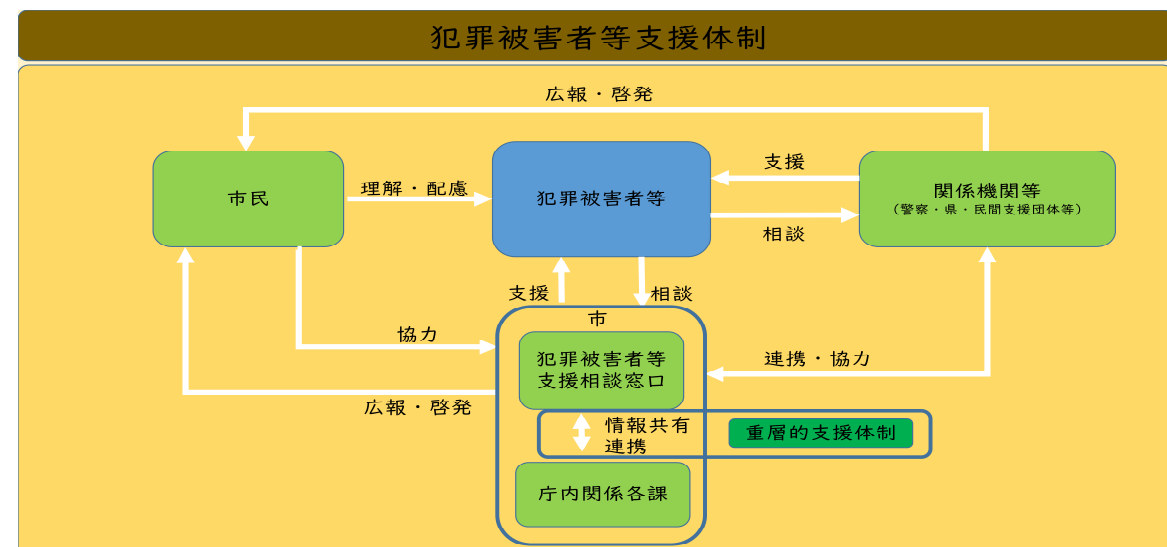 犯罪被害者等支援体制
広報・啓発
市民
理解・配慮
犯罪被害者等
支援
相談
関係機関等
（警察・県・民間支援団体等）
支援
相談
市
協力
犯罪被害者等
支援相談窓口
連携・協力
広報・啓発
情報共有
連携
重層的支援体制
庁内関係各課